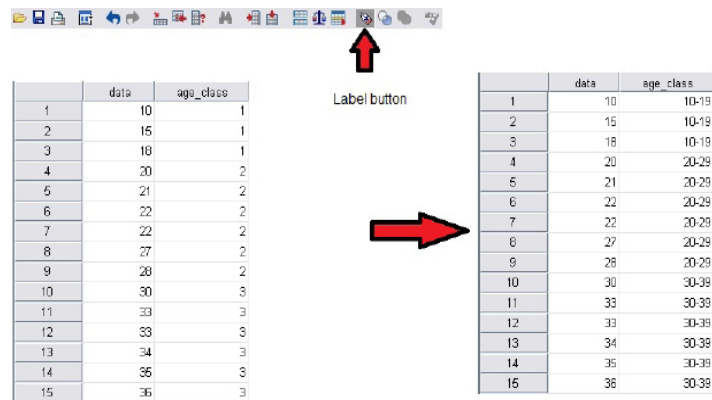 Label button
data age_class
1 10 1
2 15 1
3 18 1
4 20 2
5 21 2
6 22 2
7 22 2
8 27 2
9 28 2
10 30 3
11 33 3
12 33 3
13 34 3
14 35 3
15 36 3
data age_class
1 10 10-19
2 15 10-19
3 18 10-19
4 20 20-29
5 21 20-29
6 22 20-29
7 22 20-29
8 27 20-29
9 28 20-29
10 30 30-39
11 33 30-39
12 33 30-39
13 34 30-39
14 35 30-39
15 36 30-39